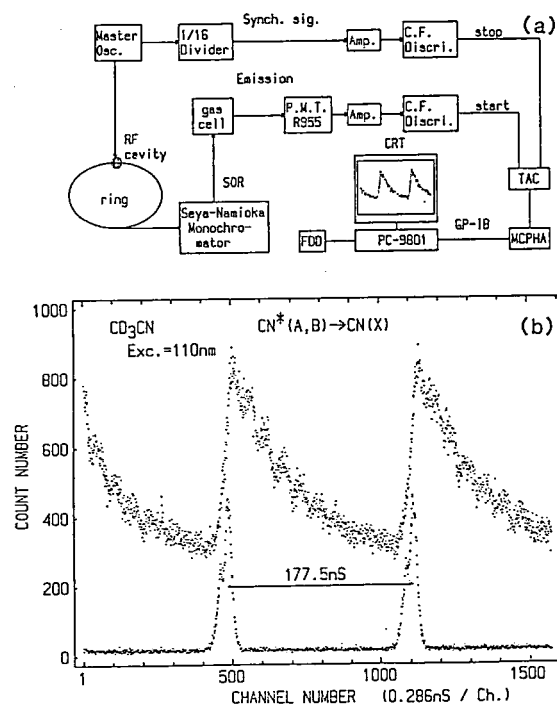 (a)
Synch. sig.
Master
Osc.
1/16
Divider
Amp.
C.F.
Discri.
stop
Emission
gas
cell
P.M.T.
R955
Amp.
C.F.
Discri.
start
RF
cavity
CRT
ring
SOR
TAC
Seya-Namioka
Monochro-
mator
FDD
PC-9801
GP-IB
MCPHA
(b)
CD3CN
Exc.=110nm
CN*(A,B)→CN(X)
1000
800
600
400
200
0
COUNT NUMBER
177.5nS
1
500
1000
1500
CHANNEL NUMBER (0.286nS / Ch.)